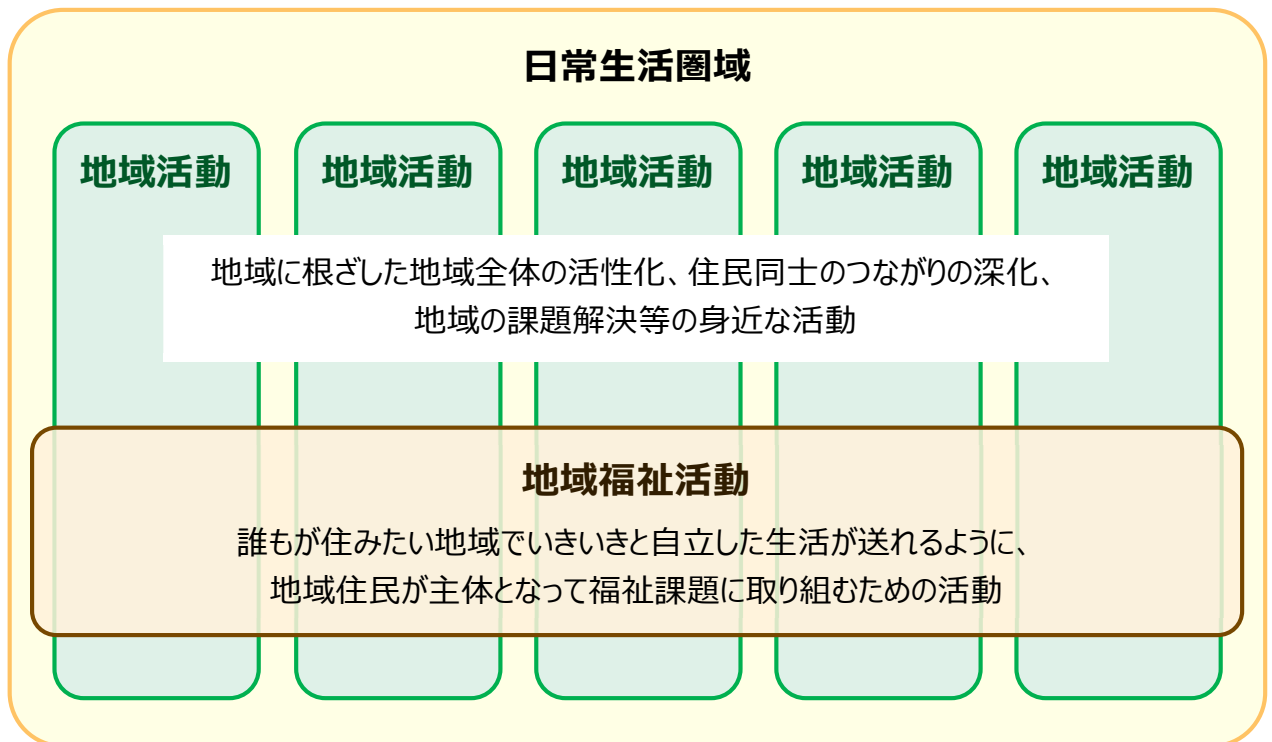 日常生活圏域
地域活動
地域活動
地域活動
地域活動
地域活動
地域に根ざした地域全体の活性化、住民同士のつながりの深化、
地域の課題解決等の身近な活動
地域福祉活動
誰もが住みたい地域でいきいきと自立した生活が送れるように、
地域住民が主体となって福祉課題に取り組むための活動